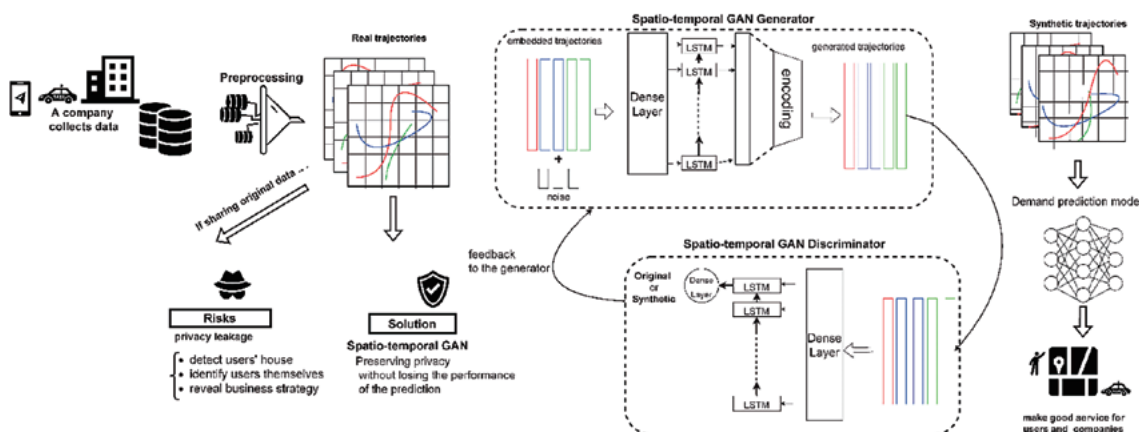 A company
collects data
Preprocessing
Real trajectories
If sharing original data
Risks
privacy leakage
• detect users' house
• identify users themselves
• reveal business strategy
Solution
Spatio-temporal GAN
Preserving privacy
without losing the performance
of the prediction
Spatio-temporal GAN Generator
embedded trajectories
+
noise
Dense
Layer
LSTM
LSTM
LSTM
encoding
generated trajectories
feedback
to the generator
Spatio-temporal GAN Discriminator
Original
or
Synthetic
Dense
Layer
LSTM
LSTM
LSTM
Dense
Layer
Synthetic trajectories
Demand prediction mode
make good service for
users and companies